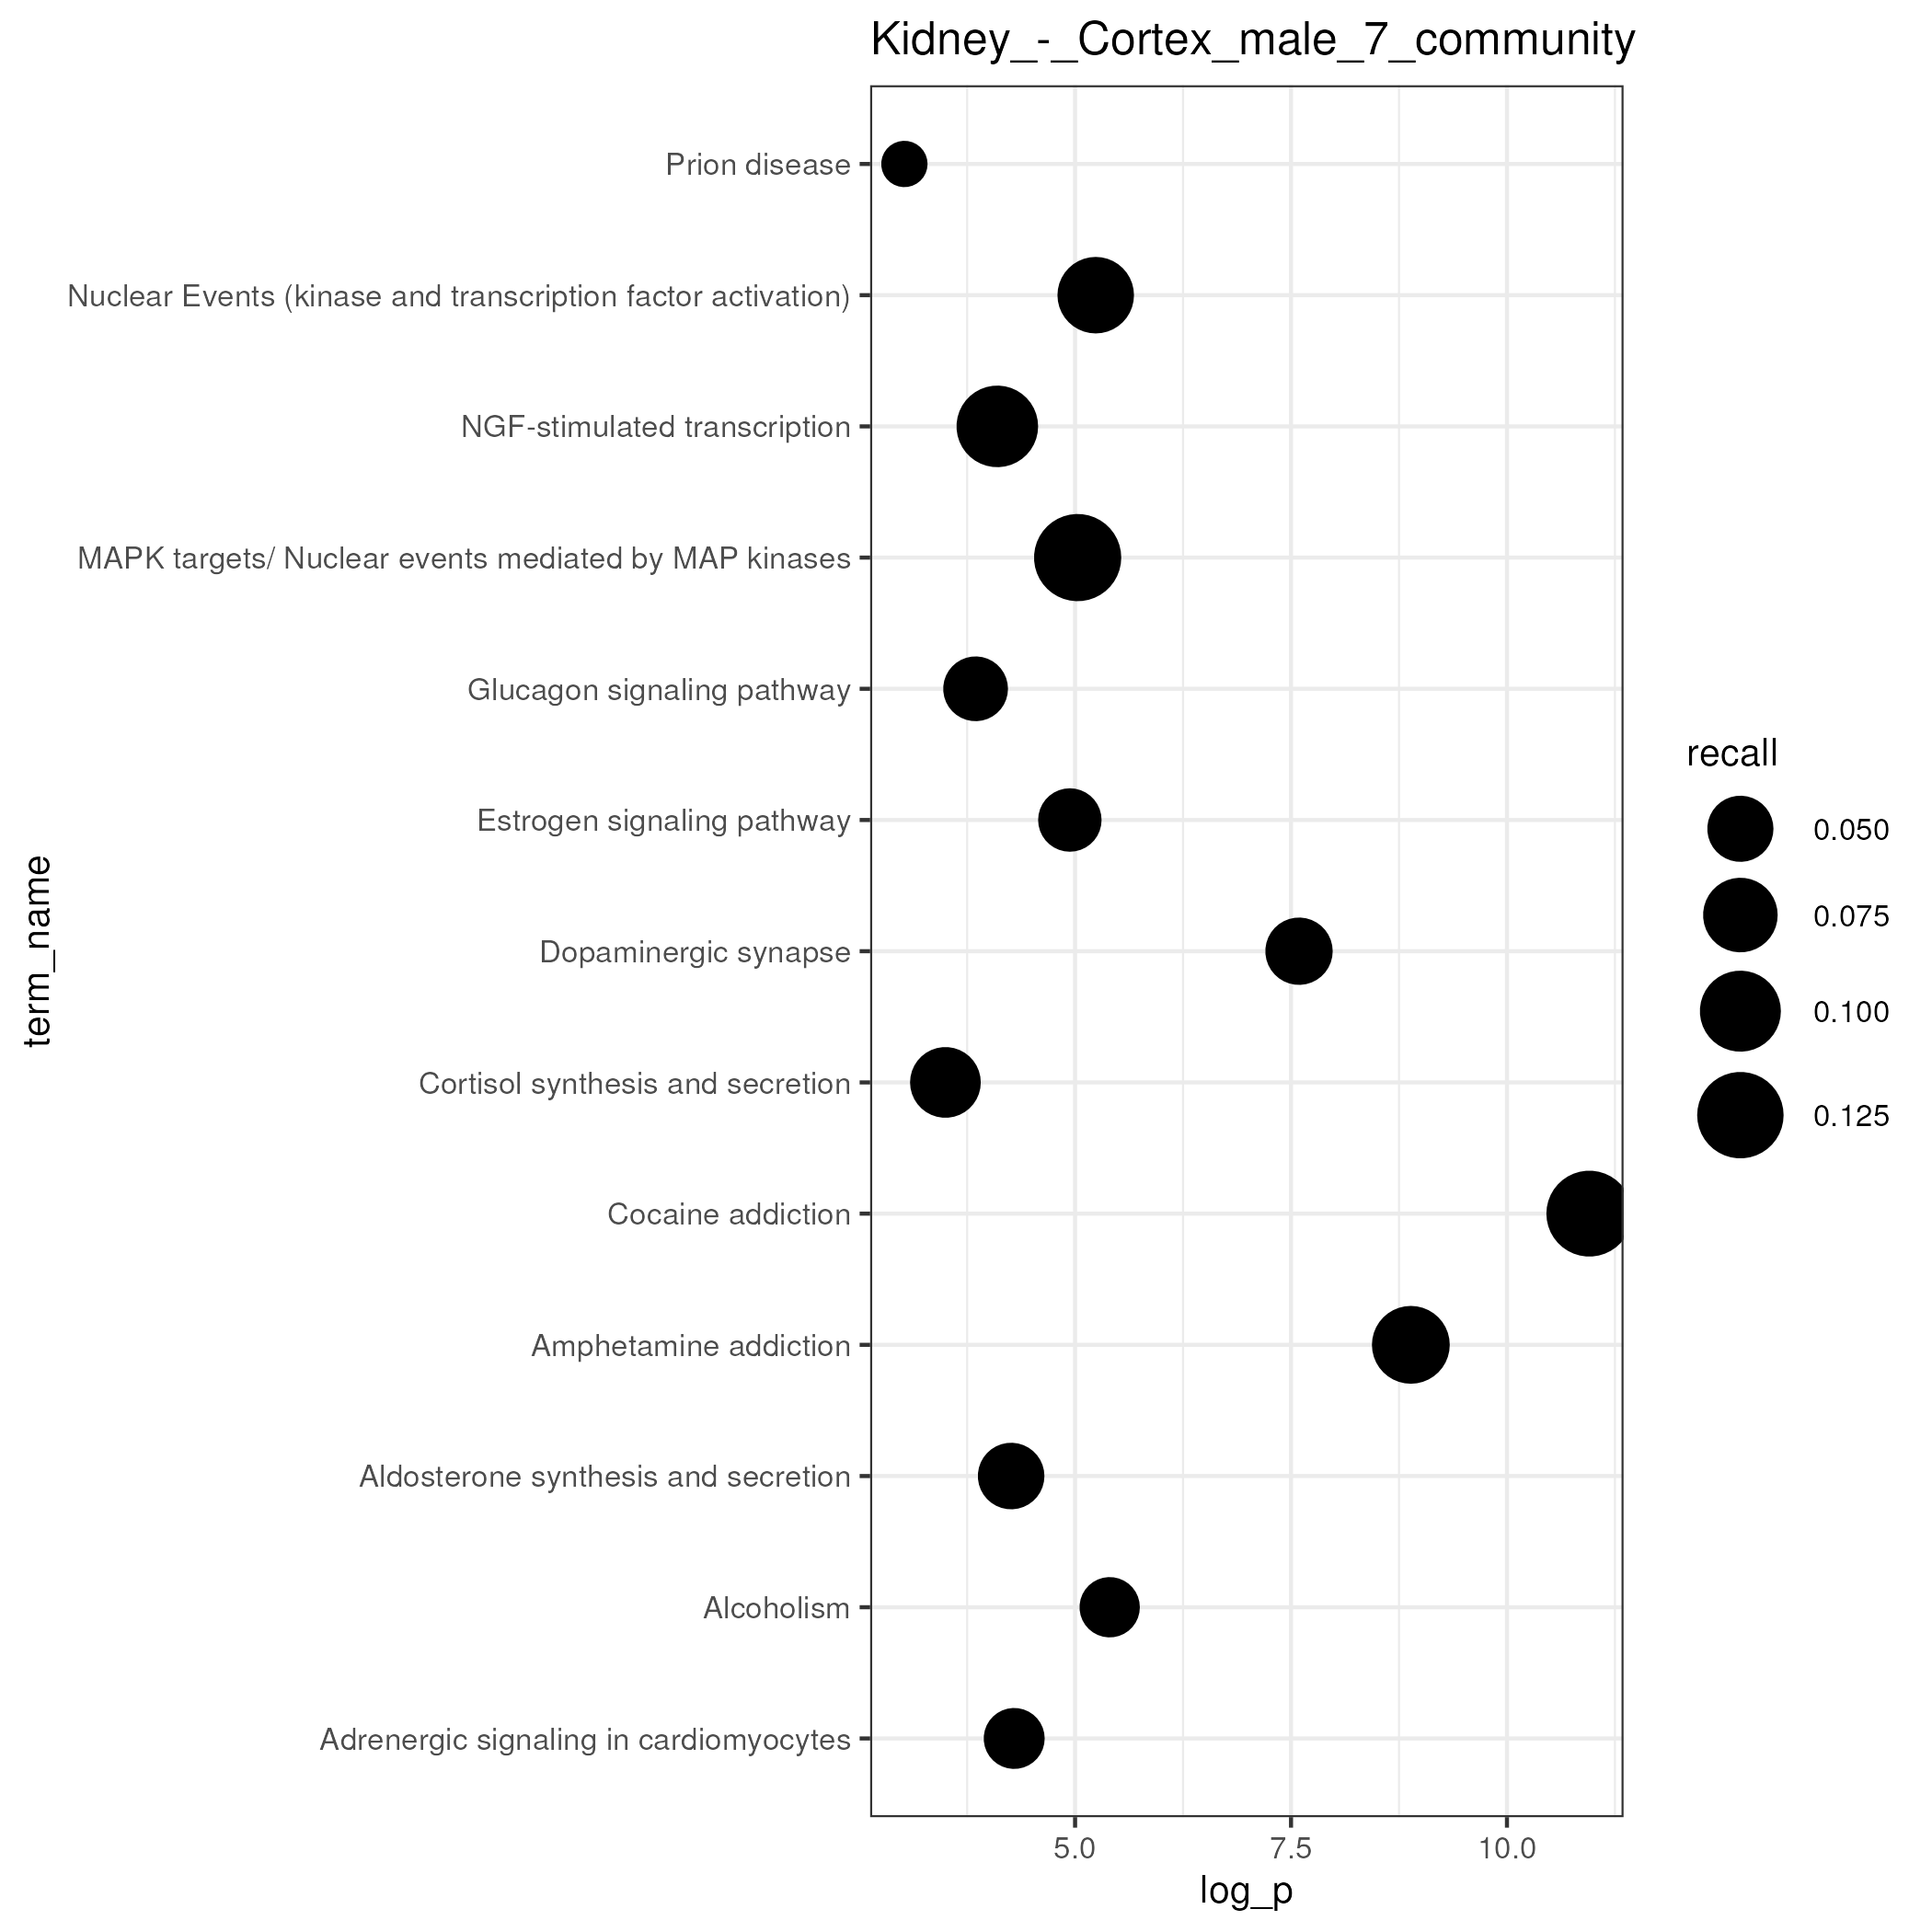 Kidney_-_Cortex_male_7_community
Prion disease
Nuclear Events (kinase and transcription factor activation)
NGF-stimulated transcription
MAPK targets/ Nuclear events mediated by MAP kinases
Glucagon signaling pathway
Estrogen signaling pathway
Dopaminergic synapse
Cortisol synthesis and secretion
Cocaine addiction
Amphetamine addiction
Aldosterone synthesis and secretion
Alcoholism
Adrenergic signaling in cardiomyocytes
term_name
5.0 7.5 10.0
log_p
recall
0.050
0.075
0.100
0.125